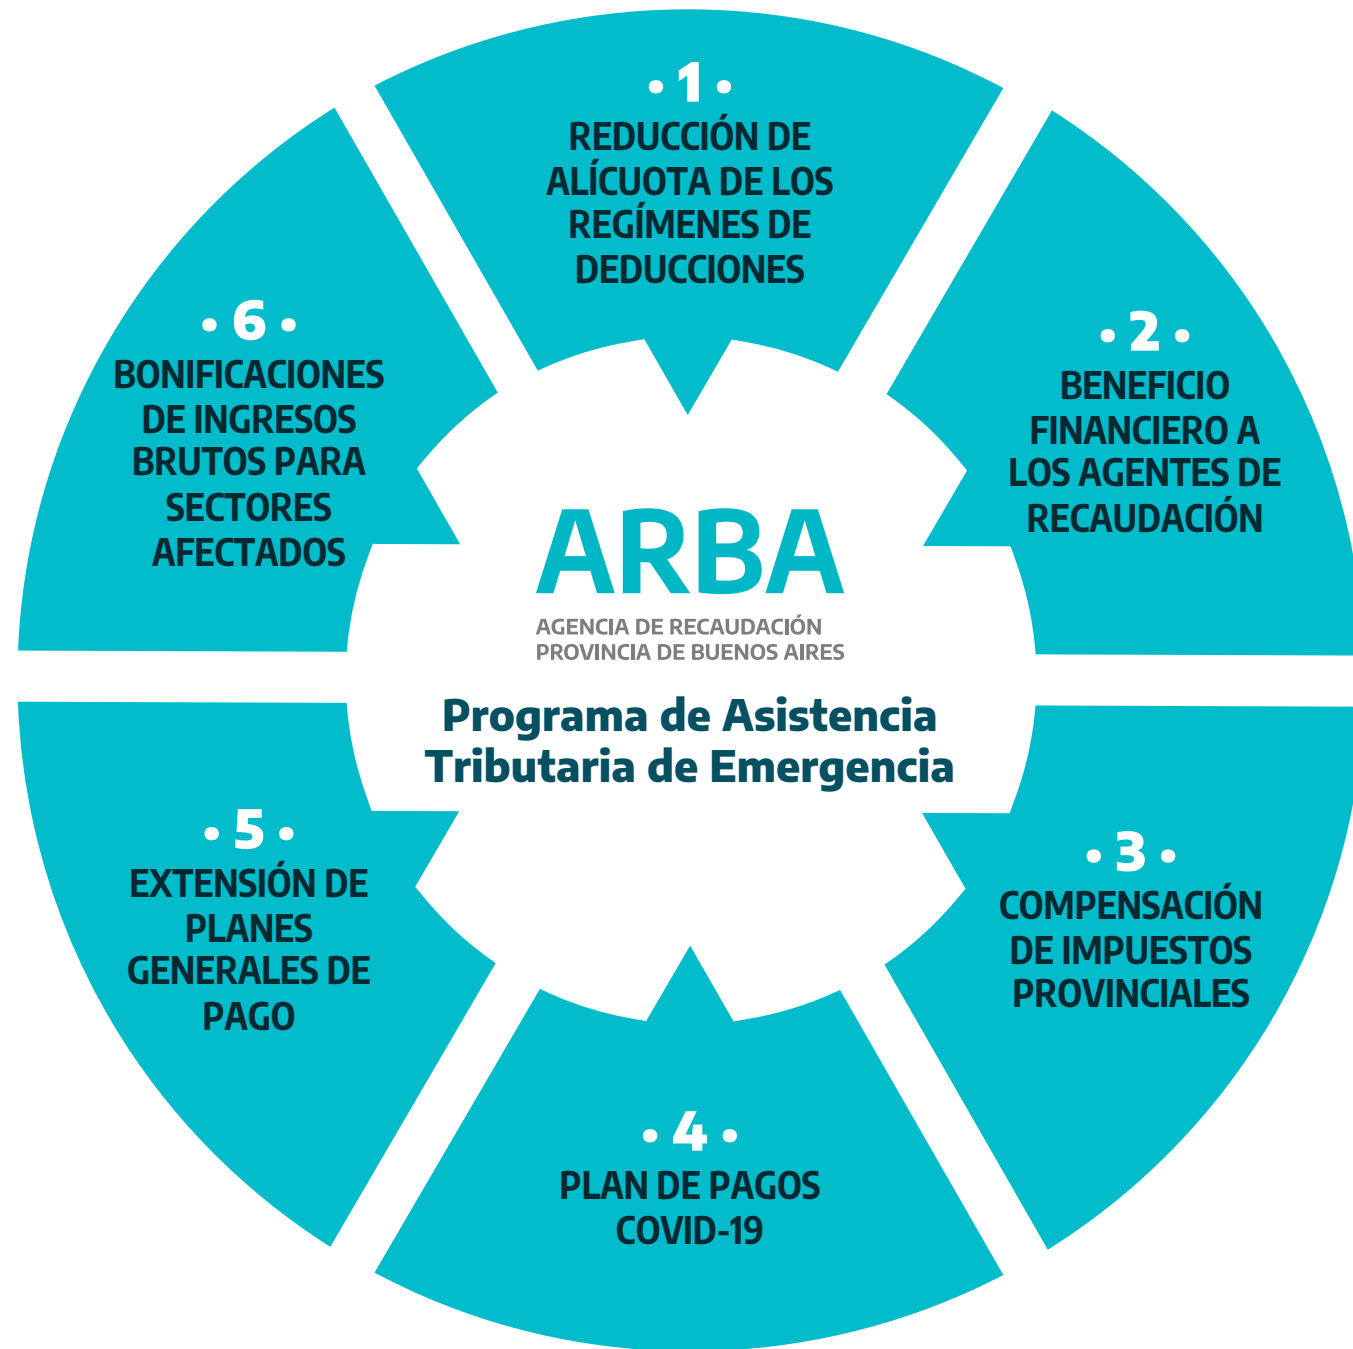 • 1 •
REDUCCIÓN DE
ALÍCUOTA DE LOS
REGÍMENES DE
DEDUCCIONES
• 2 •
BENEFICIO
FINANCIERO A
LOS AGENTES DE
RECAUDACIÓN
• 3 •
COMPENSACIÓN
DE IMPUESTOS
PROVINCIALES
• 4 •
PLAN DE PAGOS
COVID-19
• 5 •
EXTENSIÓN DE
PLANES
GENERALES DE
PAGO
• 6 •
BONIFICACIONES
DE INGRESOS
BRUTOS PARA
SECTORES
AFECTADOS
ARBA
AGENCIA DE RECAUDACIÓN
PROVINCIA DE BUENOS AIRES
Programa de Asistencia
Tributaria de Emergencia